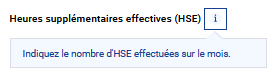 Heures supplémentaires effectives (HSE) i
Indiquez le nombre d'HSE effectuées sur le mois.